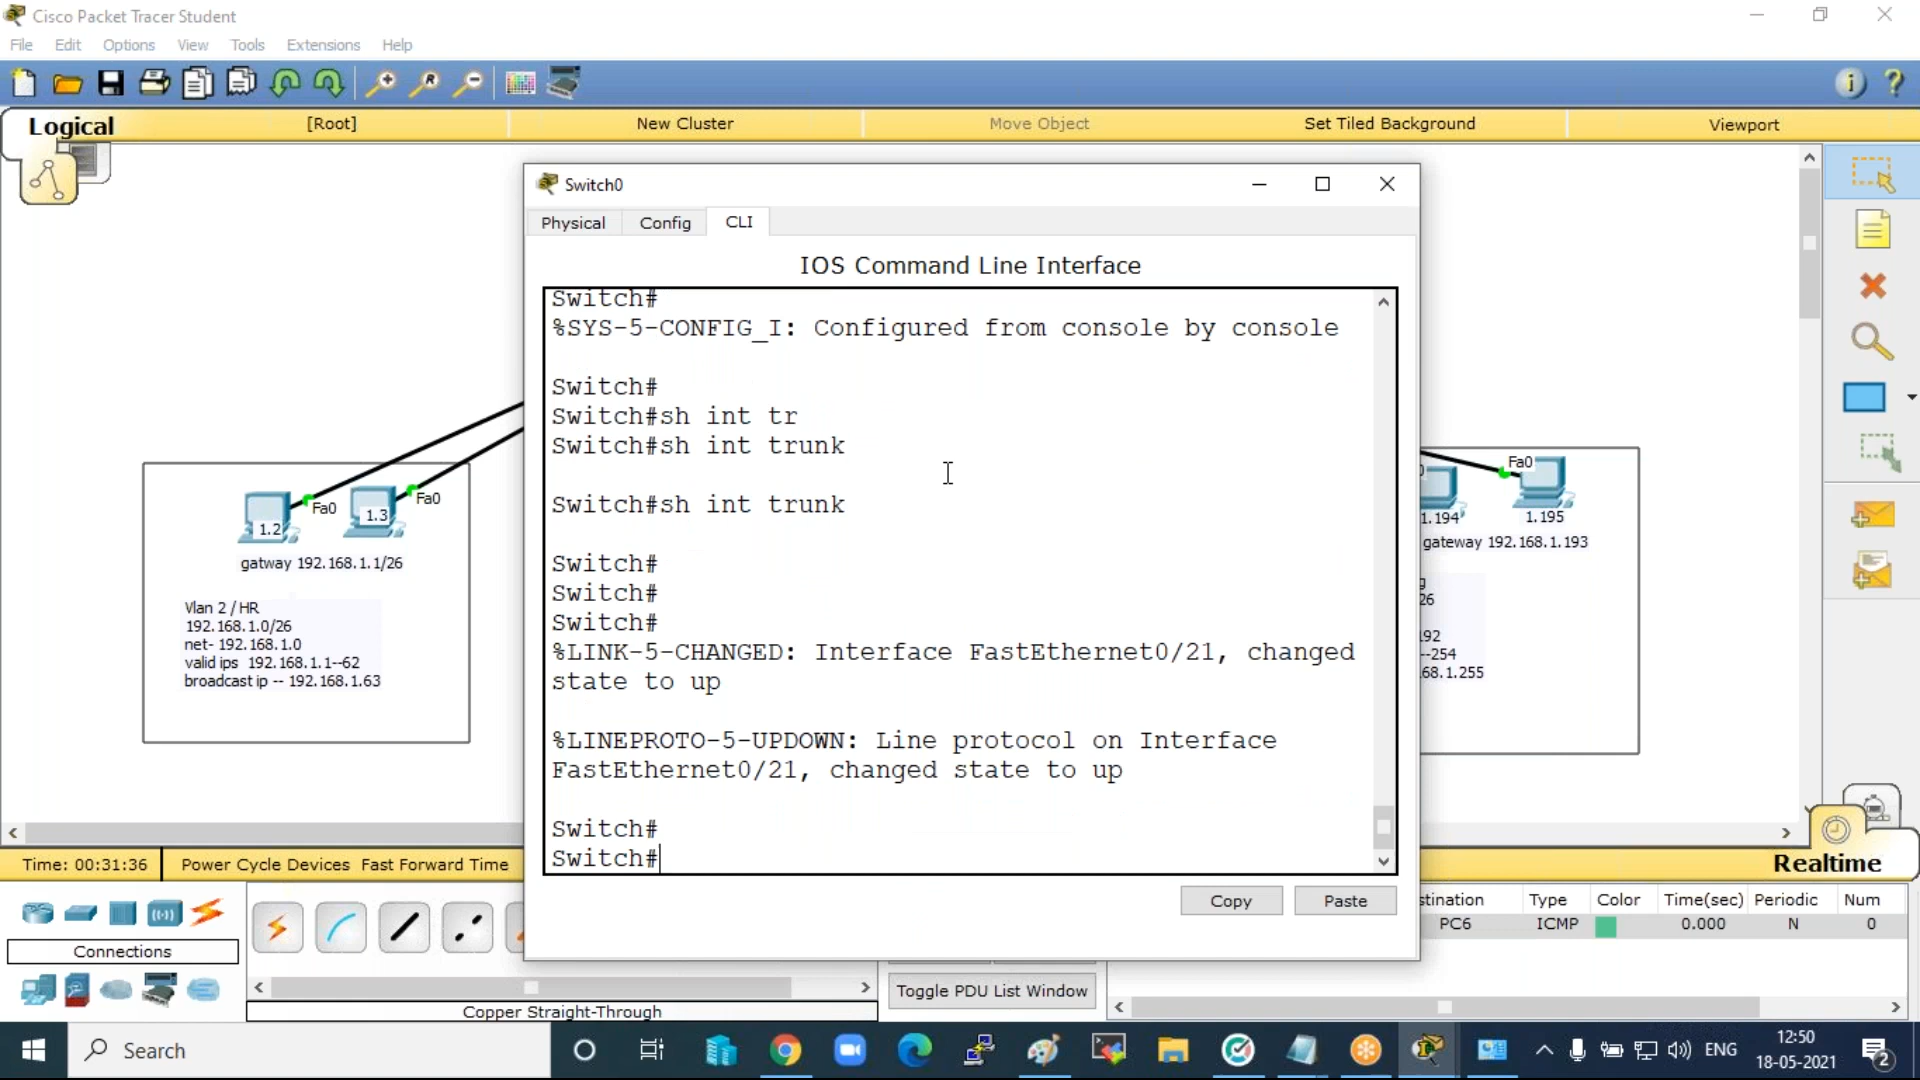 Cisco Packet Tracer Student
File Edit Options View Tools Extensions Help
Logical [Root] New Cluster Move Object Set Tiled Background Viewport
Switch0
Physical Config CLI
IOS Command Line Interface
Switch#
%SYS-5-CONFIG_I: Configured from console by console
Switch#
Switch#sh int tr
Switch#sh int trunk
Switch#sh int trunk
Switch#
Switch#
Switch#
%LINK-5-CHANGED: Interface FastEthernet0/21, changed
state to up
%LINEPROTO-5-UPDOWN: Line protocol on Interface
FastEthernet0/21, changed state to up
Switch#
Switch#
Copy Paste
1.2 Fa0 1.3 Fa0
gatway 192.168.1.1/26
Vlan 2 / HR
192.168.1.0/26
net- 192.168.1.0
valid ips 192.168.1.1--62
broadcast ip -- 192.168.1.63
Fa0
1.194 1.195
gateway 192.168.1.193
26
92
--254
68.1.255
Time: 00:31:36 Power Cycle Devices Fast Forward Time
Realtime
Connections
Copper Straight-Through
Toggle PDU List Window
stination Type Color Time(sec) Periodic Num
PC6 ICMP 0.000 N 0
Search
ENG
12:50
18-05-2021
2